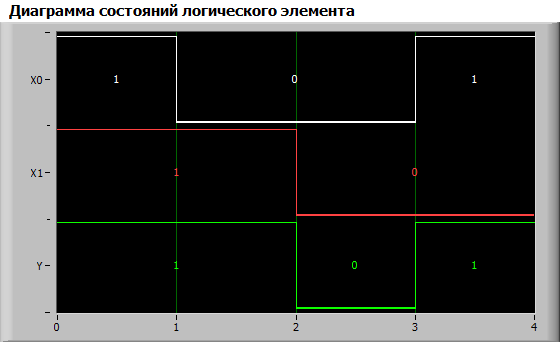 Диаграмма состояний логического элемента
X0 1 0 1
X1 1 0
Y 1 0 1
0 1 2 3 4